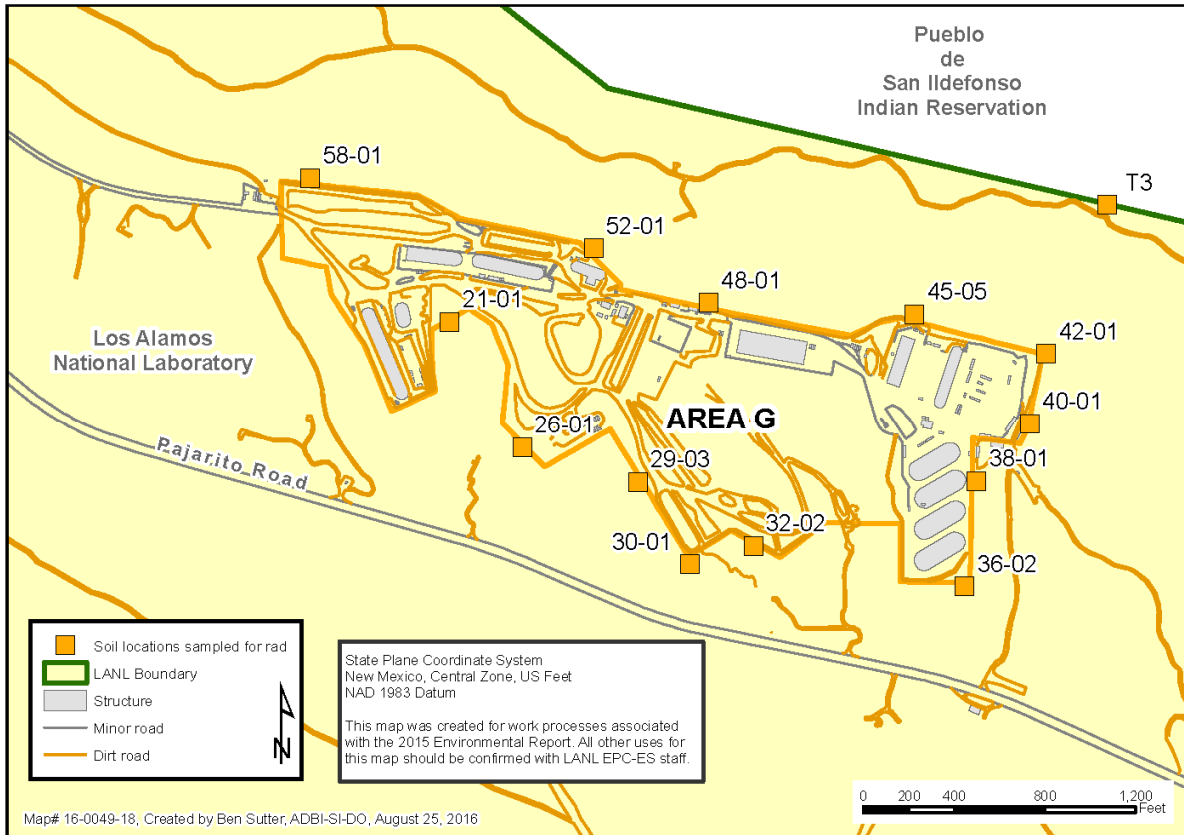 Pueblo
de
San Ildefonso
Indian Reservation
58-01
T3
52-01
48-01
45-05
21-01
42-01
Los Alamos
National Laboratory
40-01
AREA G
26-01
Pajarito Road
29-03
38-01
32-02
30-01
36-02
Soil locations sampled for rad
LANL Boundary
Structure
Minor road
Dirt road
N
State Plane Coordinate System
New Mexico, Central Zone, US Feet
NAD 1983 Datum
This map was created for work processes associated
with the 2015 Environmental Report. All other uses for
this map should be confirmed with LANL EPC-ES staff.
0 200 400 800 1,200
Feet
Map# 16-0049-18, Created by Ben Sutter, ADBI-SI-DO, August 25, 2016